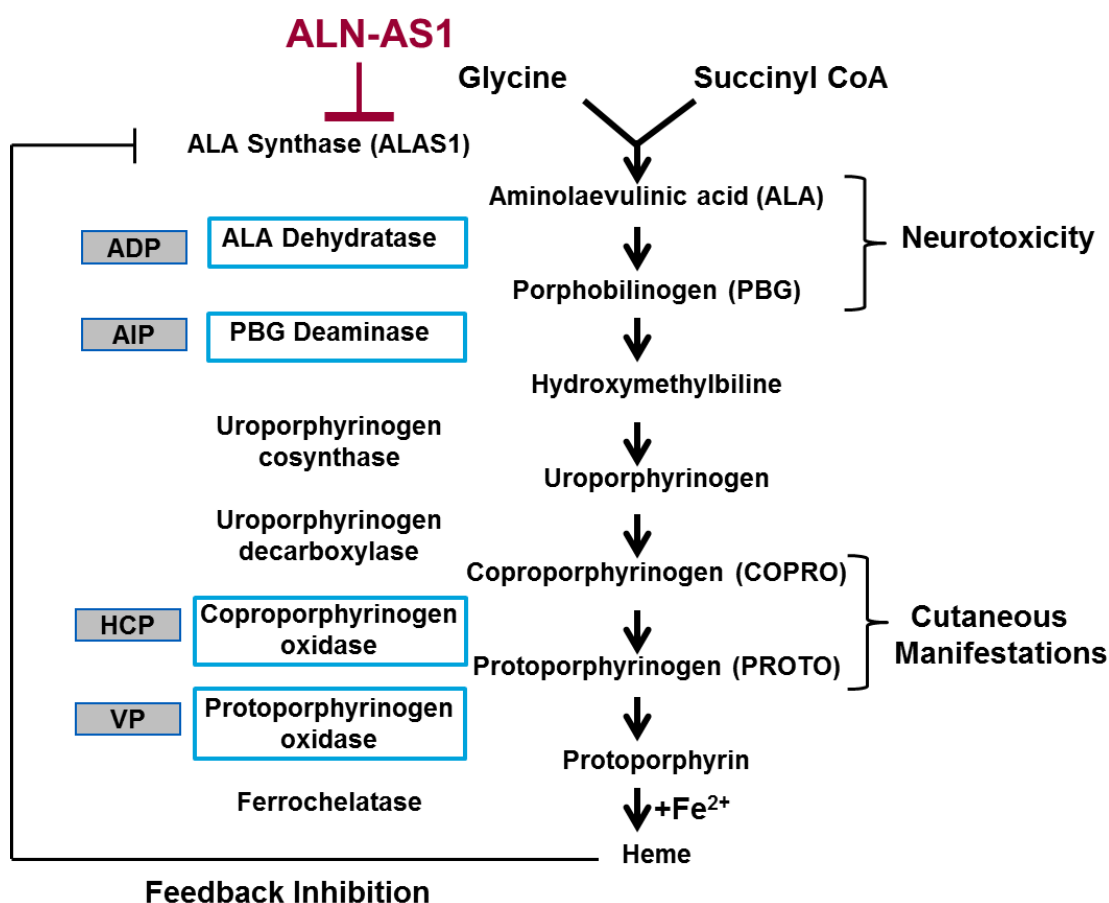 ALN-AS1
Glycine
Succinyl CoA
ALA Synthase (ALAS1)
Aminolaevulinic acid (ALA)
ADP
ALA Dehydratase
Neurotoxicity
Porphobilinogen (PBG)
AIP
PBG Deaminase
Hydroxymethylbiline
Uroporphyrinogen
cosynthase
Uroporphyrinogen
Uroporphyrinogen
decarboxylase
Coproporphyrinogen (COPRO)
HCP
Coproporphyrinogen
oxidase
Cutaneous
Manifestations
Protoporphyrinogen (PROTO)
VP
Protoporphyrinogen
oxidase
Protoporphyrin
Ferrochelatase
+Fe²⁺
Heme
Feedback Inhibition